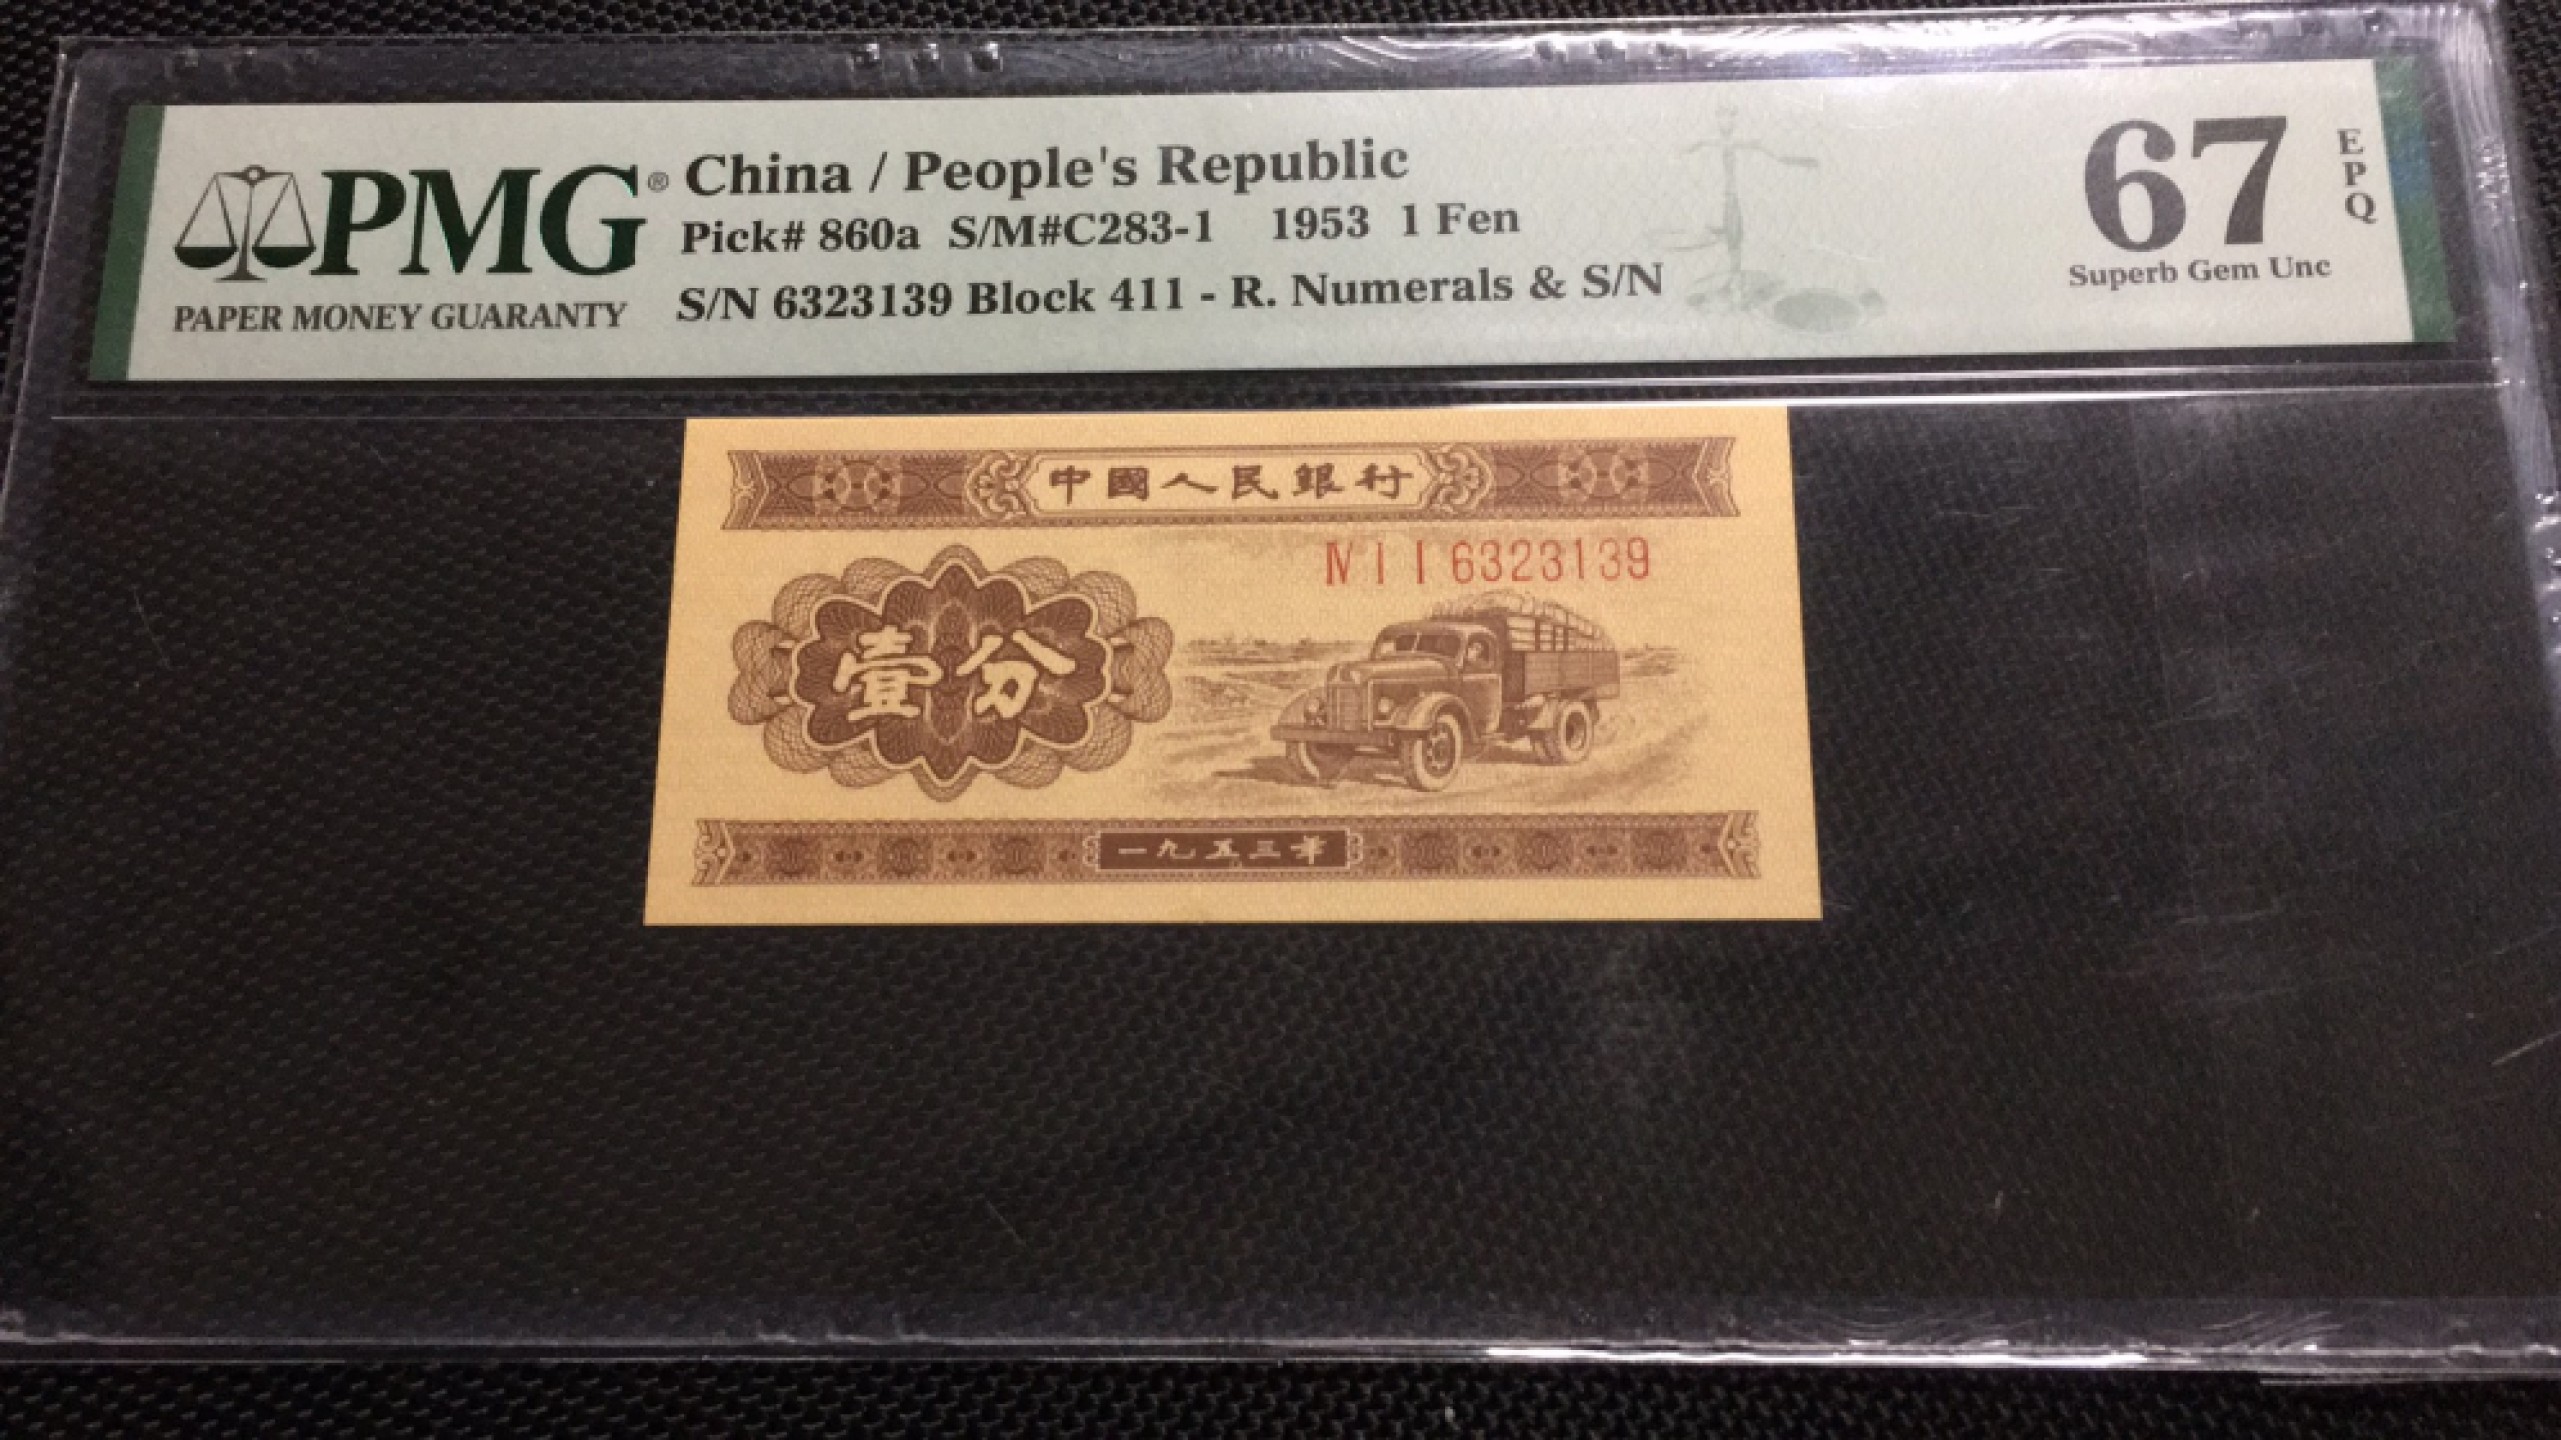 PMG®
PAPER MONEY GUARANTY
China / People's Republic
Pick# 860a S/M#C283-1 1953 1 Fen
S/N 6323139 Block 411 - R. Numerals & S/N
67
EPQ
Superb Gem Unc
中國人民銀行
Ⅳ Ⅰ Ⅰ 6323139
壹分
一九五三年